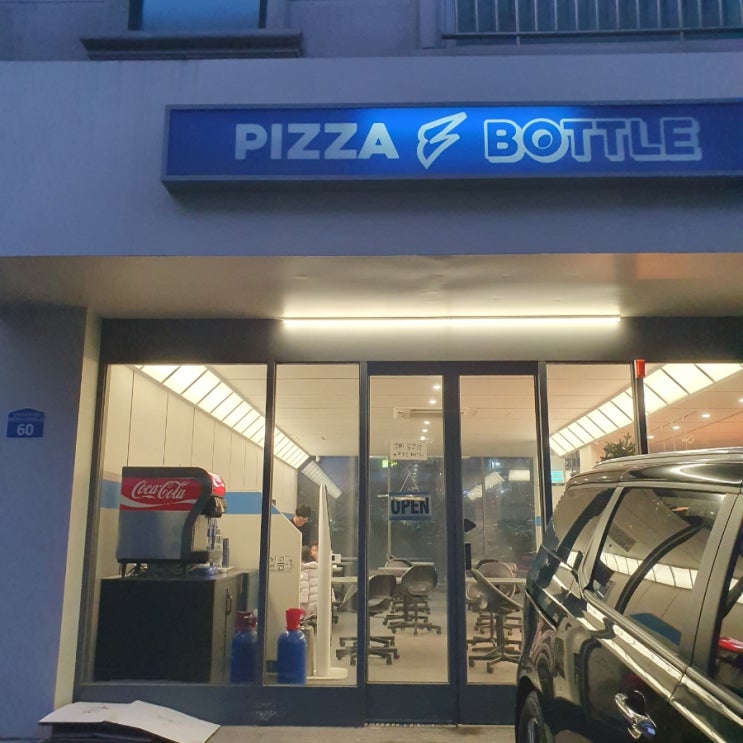 PIZZA BOTTLE
Coca-Cola
OPEN
60